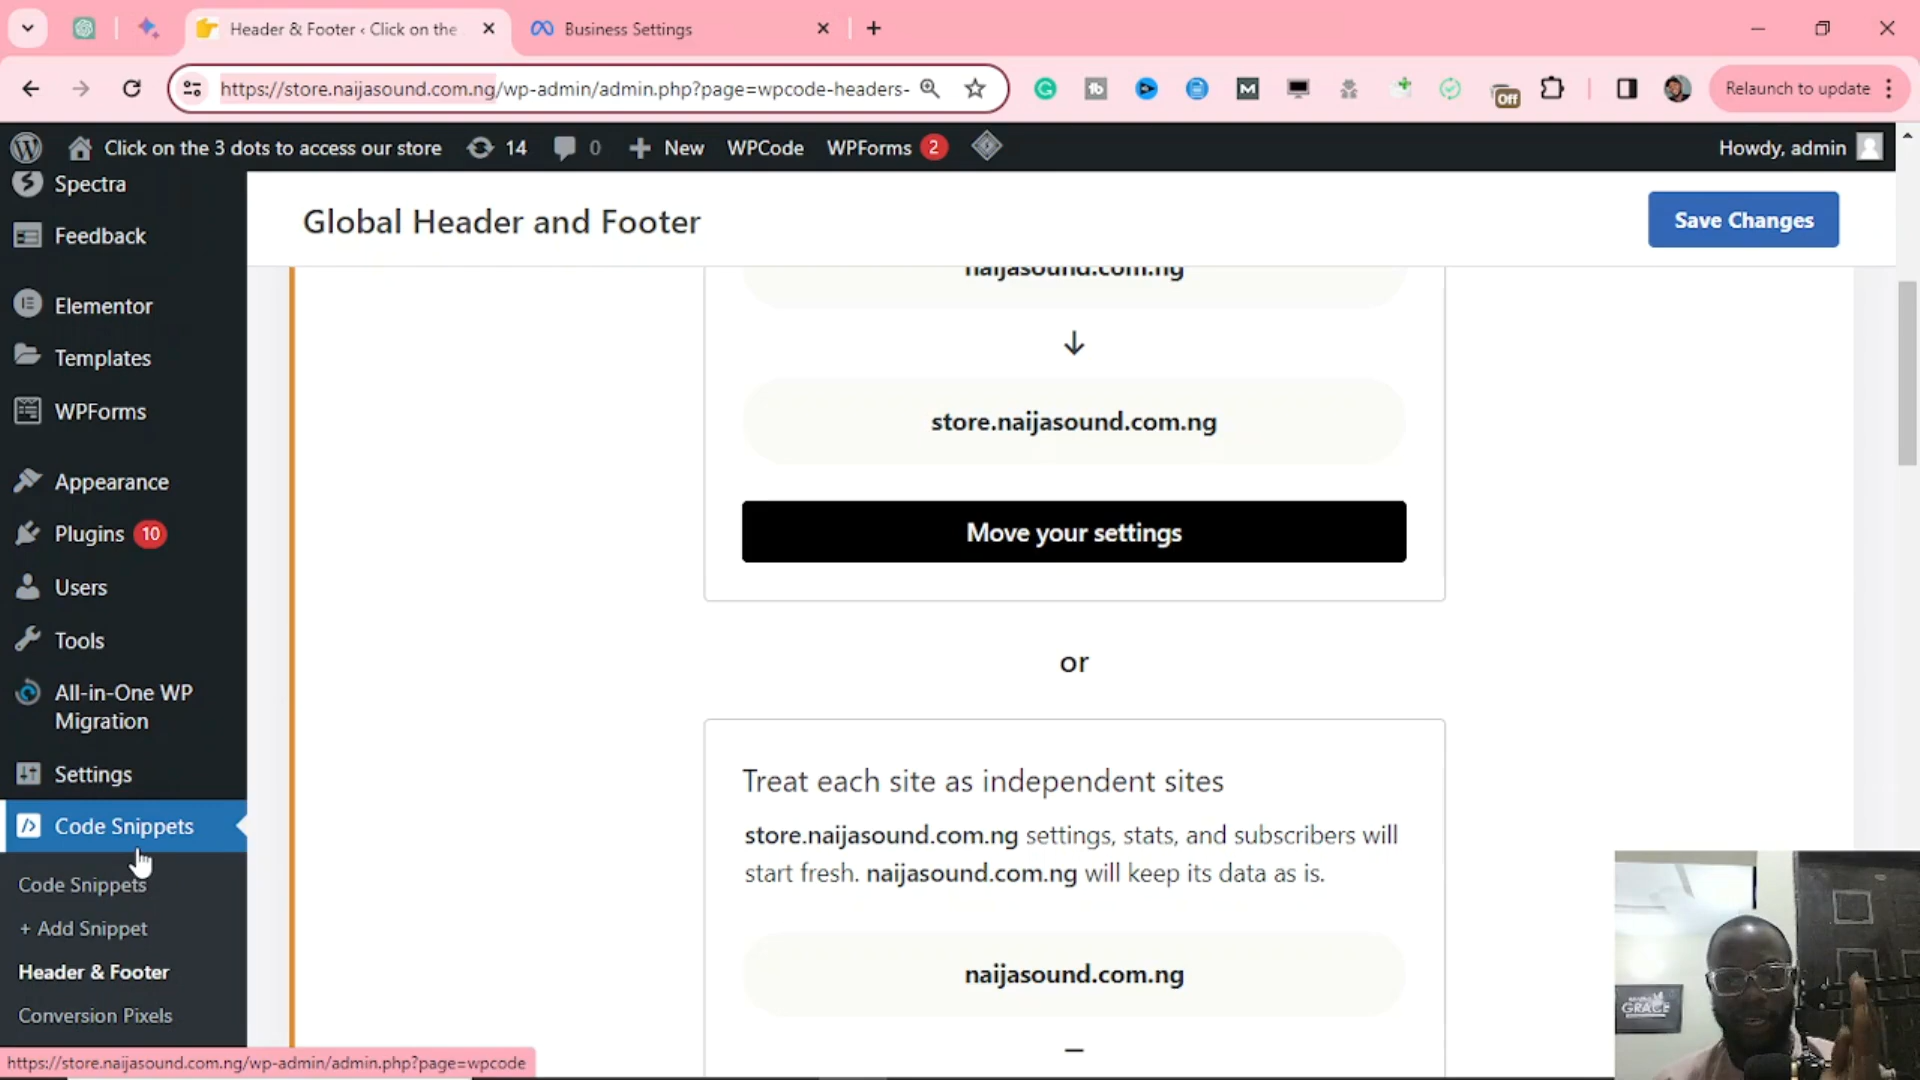 Header & Footer ‹ Click on the
Business Settings
https://store.naijasound.com.ng/wp-admin/admin.php?page=wpcode-headers-
Off
Relaunch to update
Click on the 3 dots to access our store
14
0
New
WPCode
WPForms 2
Howdy, admin
Spectra
Feedback
Elementor
Templates
WPForms
Appearance
Plugins 10
Users
Tools
All-in-One WP
Migration
Settings
Code Snippets
Code Snippets
+ Add Snippet
Header & Footer
Conversion Pixels
https://store.naijasound.com.ng/wp-admin/admin.php?page=wpcode
Global Header and Footer
Save Changes
naijasound.com.ng
store.naijasound.com.ng
Move your settings
or
Treat each site as independent sites
store.naijasound.com.ng settings, stats, and subscribers will
start fresh. naijasound.com.ng will keep its data as is.
naijasound.com.ng
GRACE